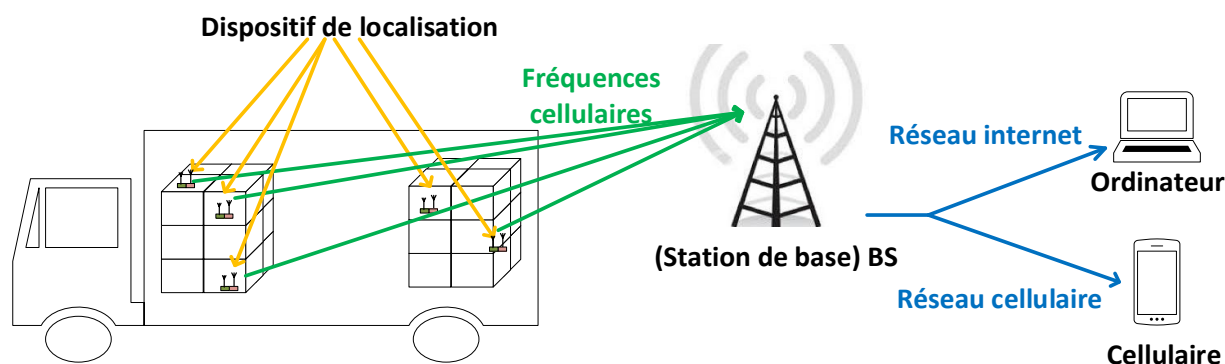 Dispositif de localisation
Fréquences
cellulaires
Réseau internet
Ordinateur
(Station de base) BS
Réseau cellulaire
Cellulaire